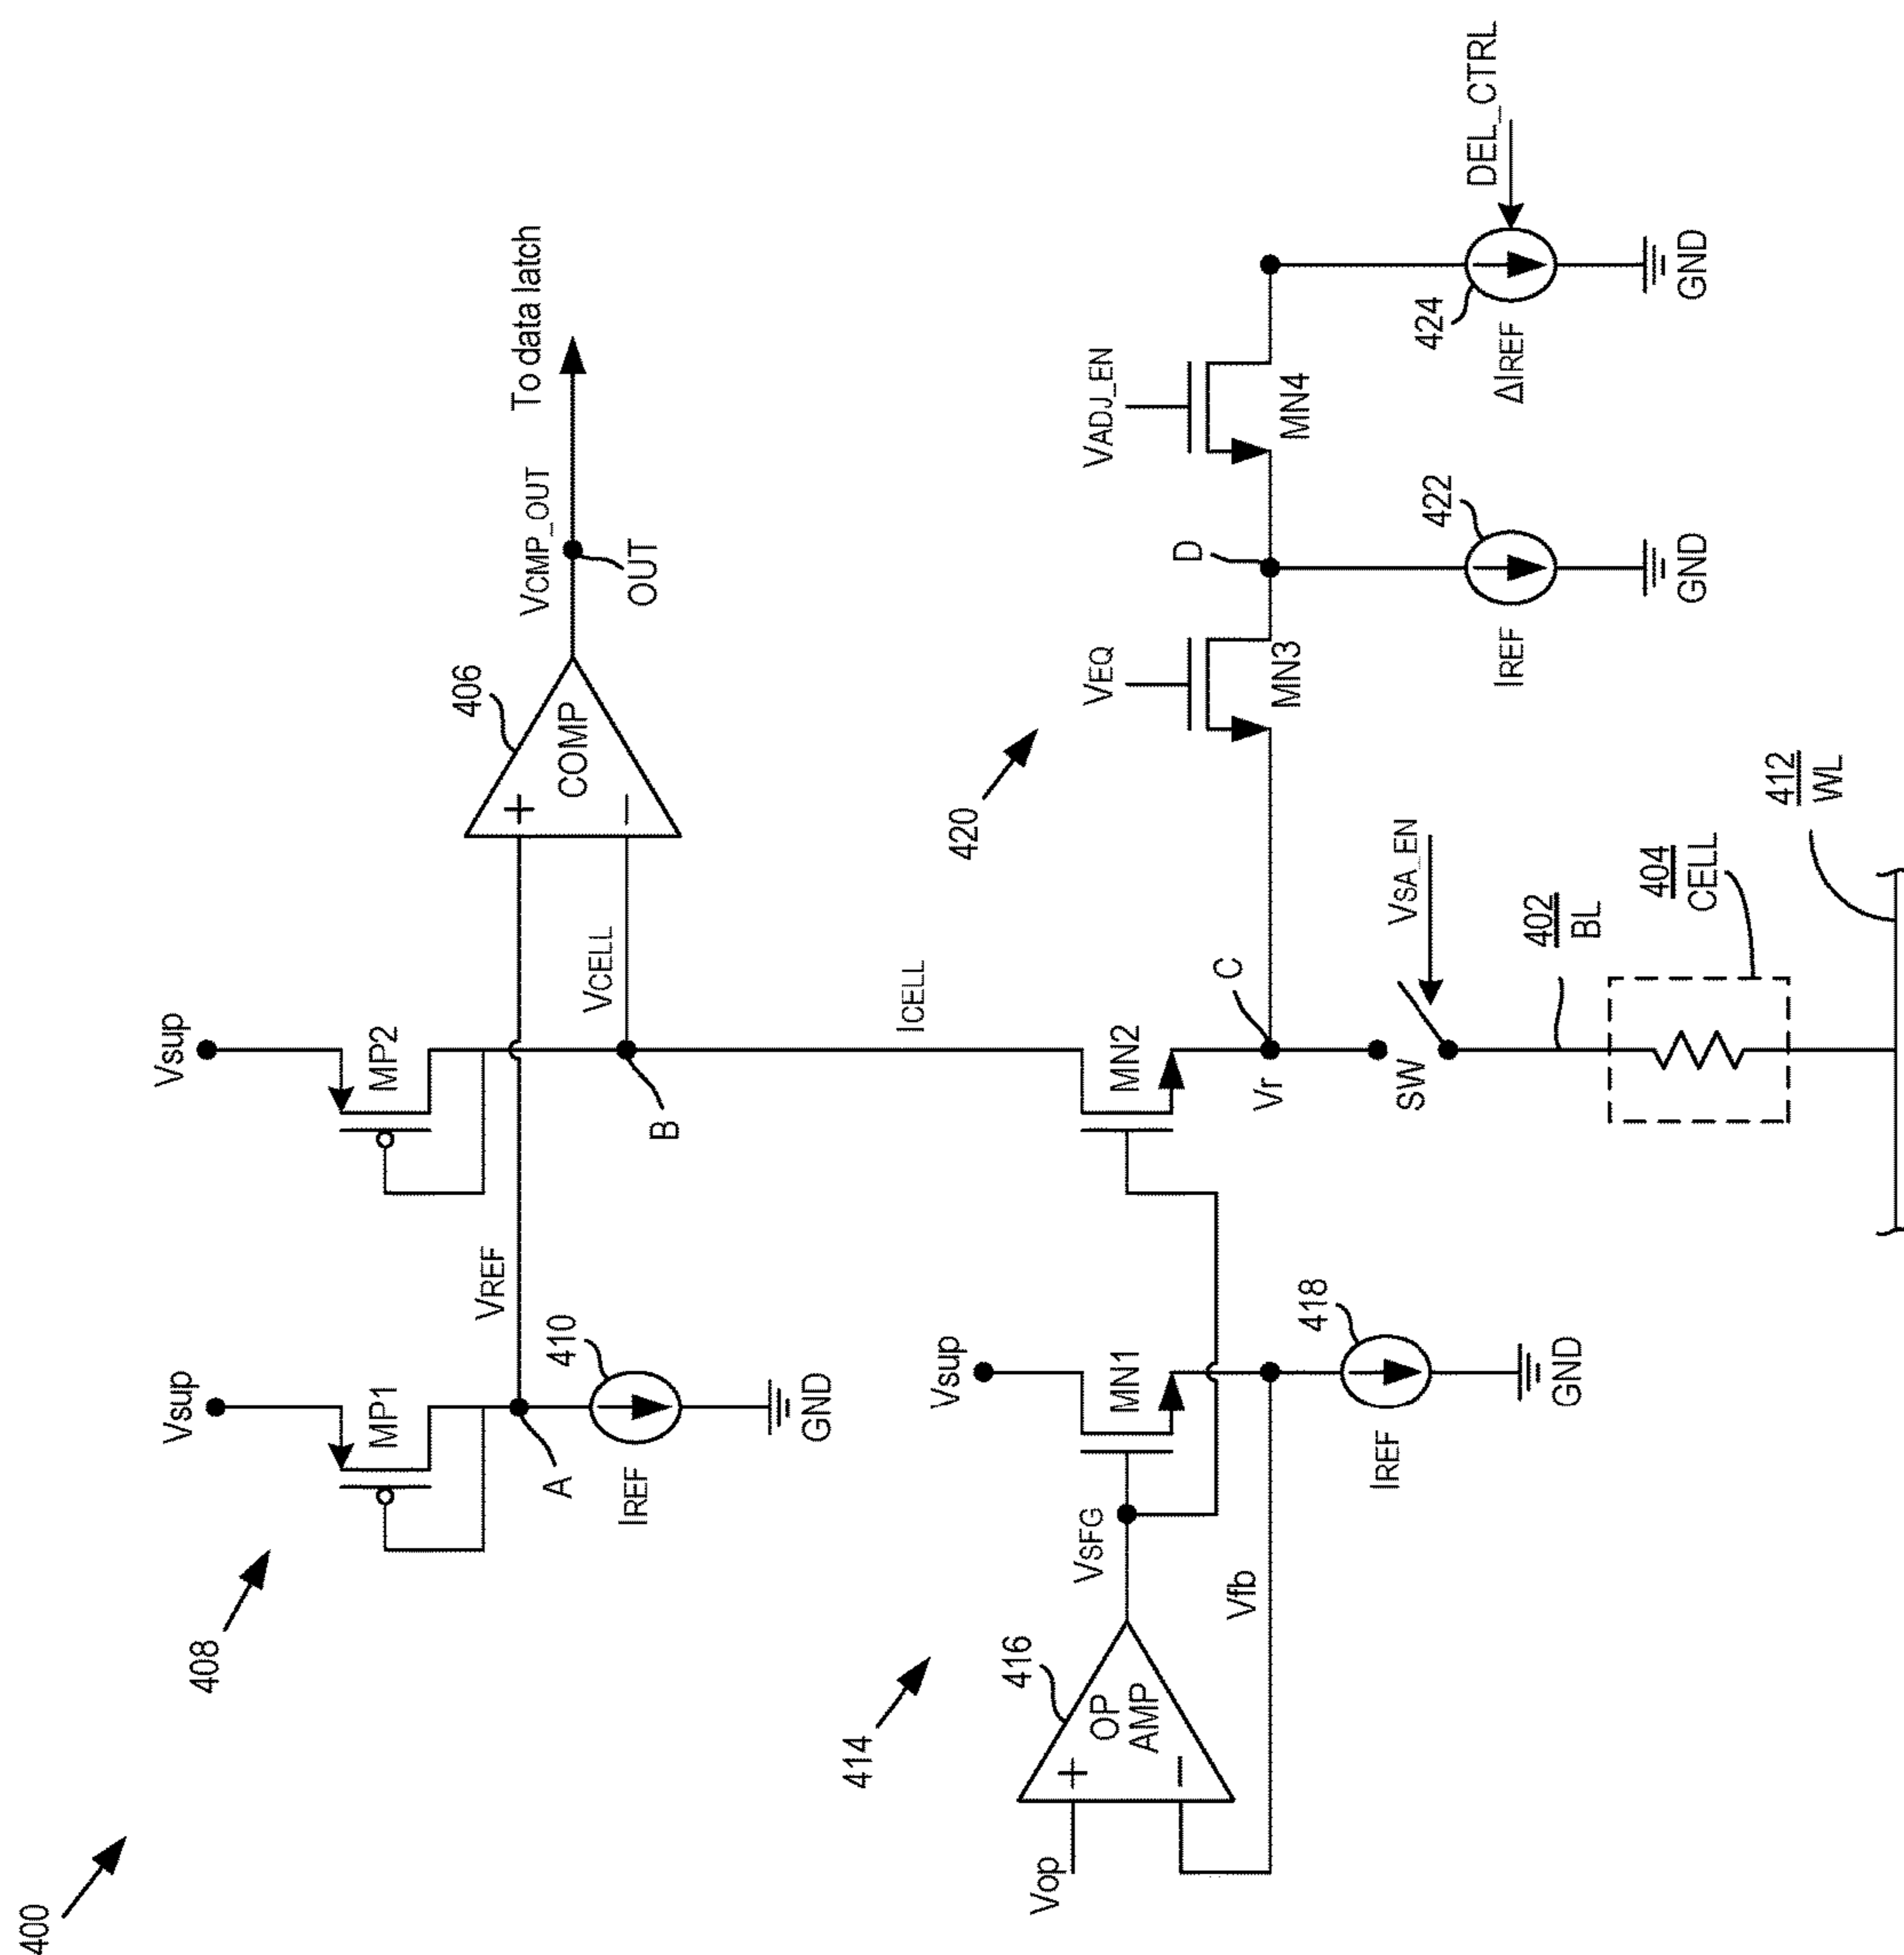 400
408
Vsup
MP1
A
IREF
410
GND
VREF
Vsup
MP2
B
VCELL
+
−
COMP
406
VCMP_OUT
OUT
To data latch
ICELL
414
Vop
+
−
OP
AMP
416
VSFG
Vfb
Vsup
MN1
IREF
418
GND
MN2
Vr
C
420
VEQ
MN3
D
VADJ_EN
MN4
IREF
422
GND
ΔIREF
424
DEL_CTRL
GND
SW
VSA_EN
402
BL
404
CELL
412
WL